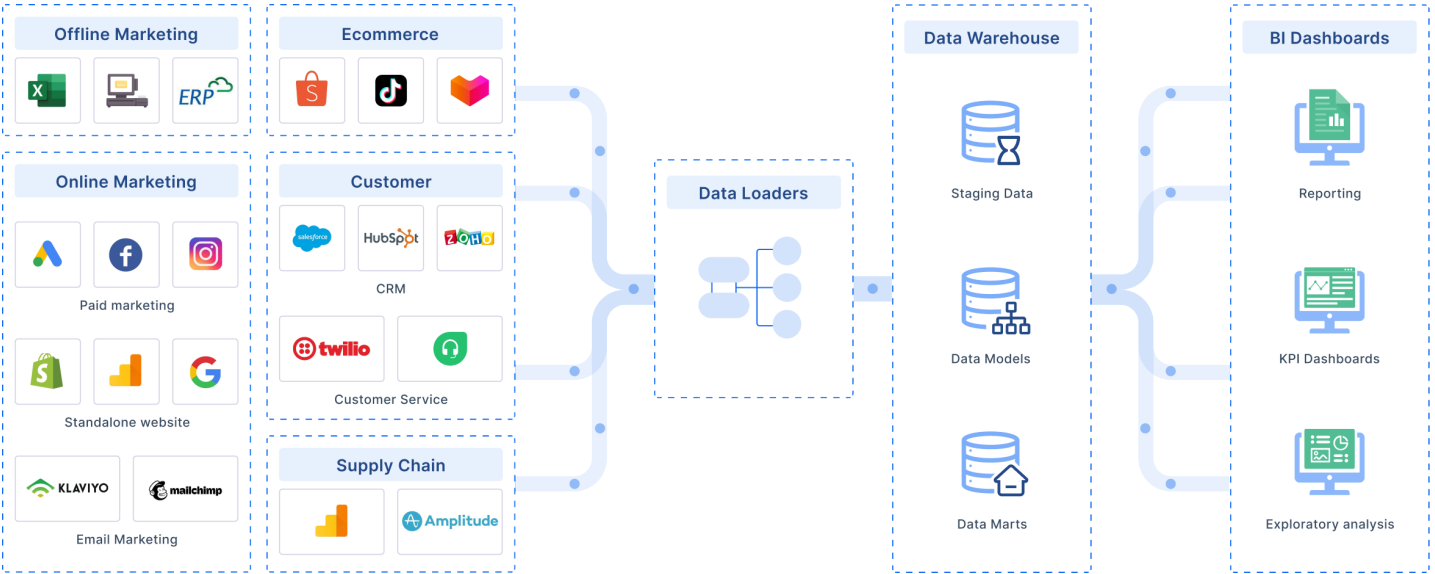 Offline Marketing
X
ERP
Ecommerce
S
Online Marketing
f
Paid marketing
S
G
Standalone website
KLAVIYO
mailchimp
Email Marketing
Customer
salesforce
HubSpot
ZOHO
CRM
twilio
Customer Service
Supply Chain
Amplitude
Data Loaders
Data Warehouse
Staging Data
Data Models
Data Marts
BI Dashboards
Reporting
KPI Dashboards
Exploratory analysis